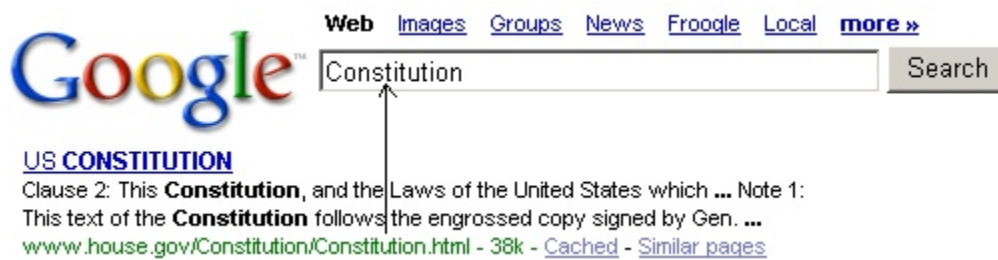 Web Images Groups News Froogle Local more »
Google™ Constitution Search
US CONSTITUTION
Clause 2: This Constitution, and the Laws of the United States which ... Note 1:
This text of the Constitution follows the engrossed copy signed by Gen. ...
www.house.gov/Constitution/Constitution.html - 38k - Cached - Similar pages